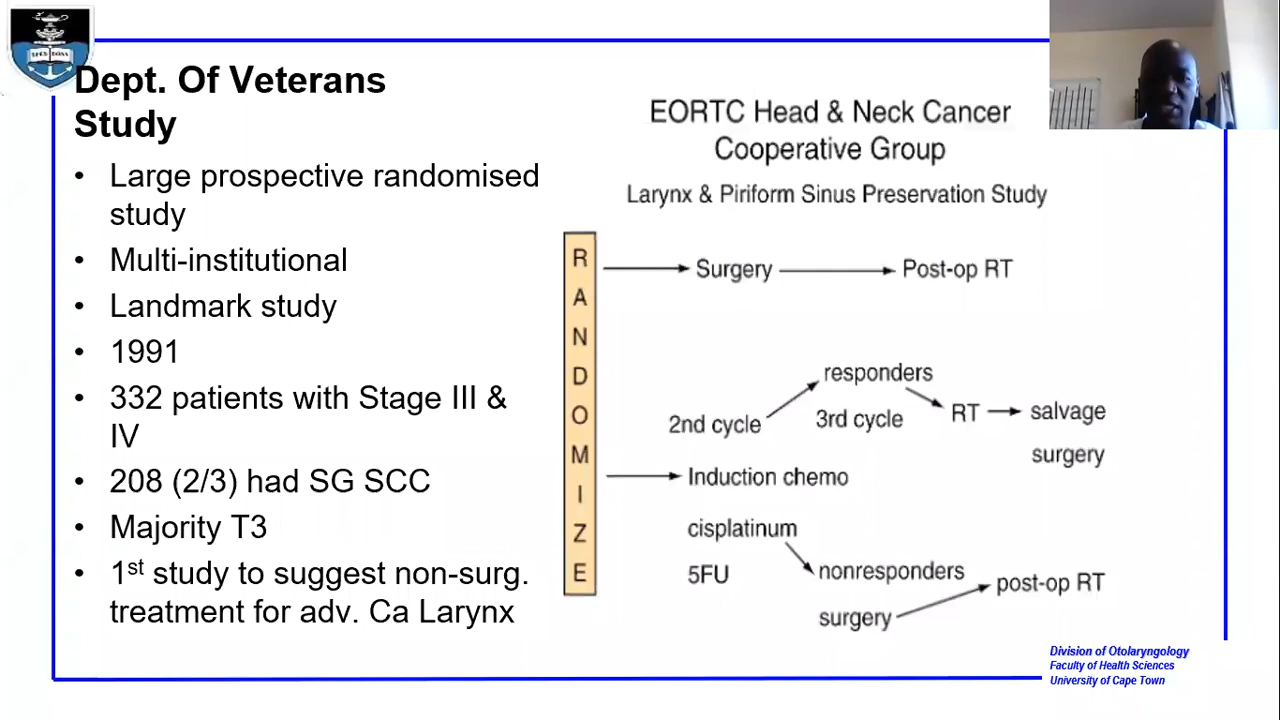 Dept. Of Veterans
Study
• Large prospective randomised
study
• Multi-institutional
• Landmark study
• 1991
• 332 patients with Stage III &
IV
• 208 (2/3) had SG SCC
• Majority T3
• 1st study to suggest non-surg.
treatment for adv. Ca Larynx
EORTC Head & Neck Cancer
Cooperative Group
Larynx & Piriform Sinus Preservation Study
RANDOMIZE
Surgery
Post-op RT
responders
2nd cycle
3rd cycle
RT
salvage
surgery
Induction chemo
cisplatinum
5FU
nonresponders
post-op RT
surgery
Division of Otolaryngology
Faculty of Health Sciences
University of Cape Town